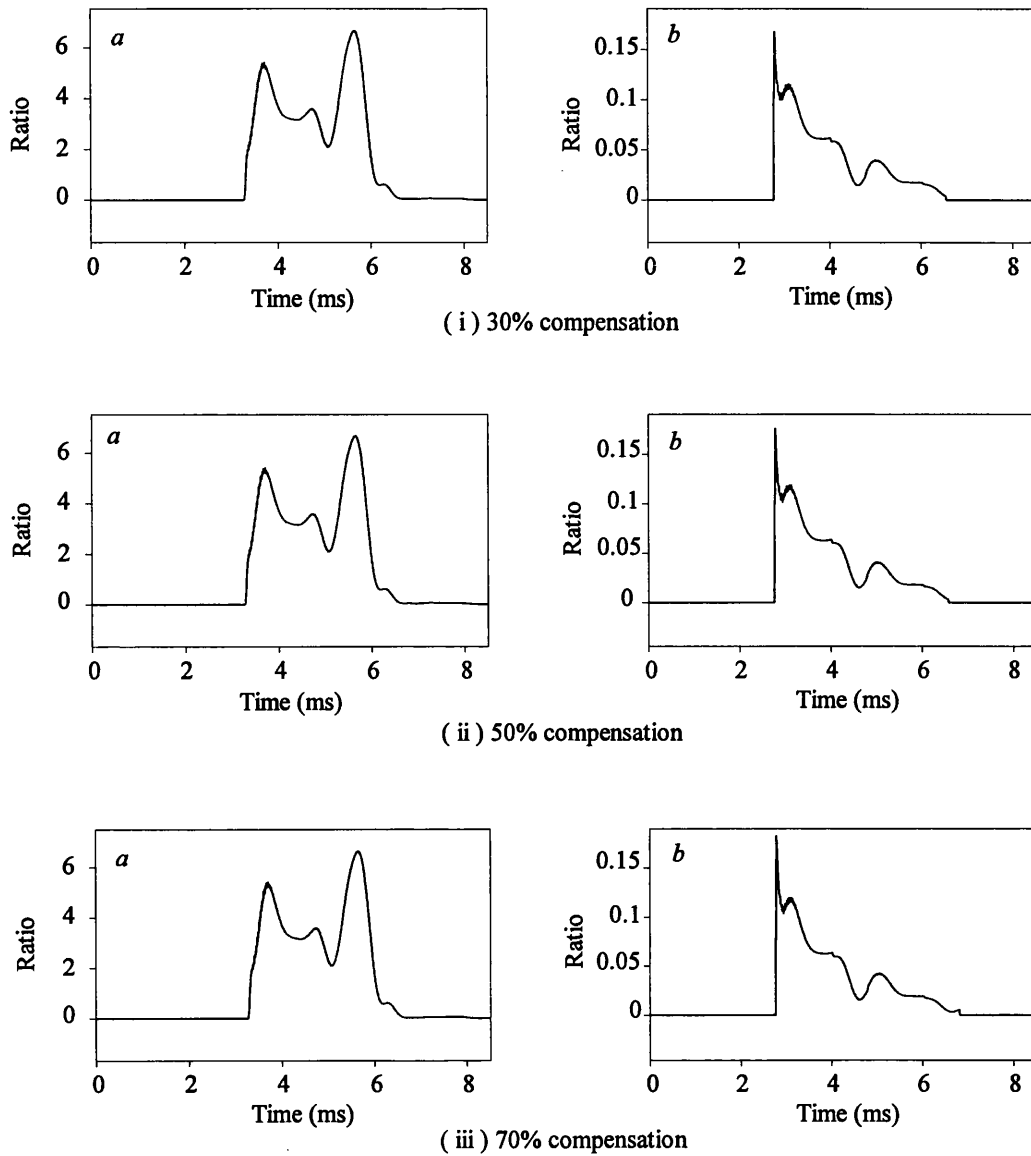 a
Ratio
6
4
2
0
0 2 4 6 8
Time (ms)
b
Ratio
0.15
0.1
0.05
0
0 2 4 6 8
Time (ms)
( i ) 30% compensation
a
Ratio
6
4
2
0
0 2 4 6 8
Time (ms)
b
Ratio
0.15
0.1
0.05
0
0 2 4 6 8
Time (ms)
( ii ) 50% compensation
a
Ratio
6
4
2
0
0 2 4 6 8
Time (ms)
b
Ratio
0.15
0.1
0.05
0
0 2 4 6 8
Time (ms)
( iii ) 70% compensation